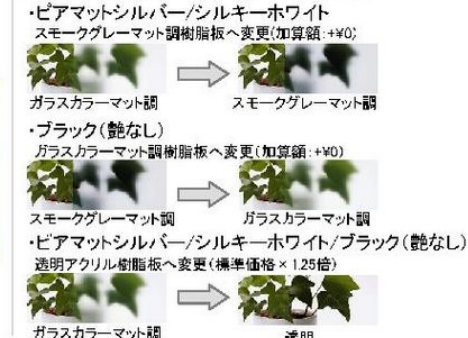 ・ピアマットシルバー/シルキーホワイト
スモークグレーマット調樹脂板へ変更(加算額:+¥0)
ガラスカラーマット調 スモークグレーマット調
・ブラック(艶なし)
ガラスカラーマット調樹脂板へ変更(加算額:+¥0)
スモークグレーマット調 ガラスカラーマット調
・ピアマットシルバー/シルキーホワイト/ブラック(艶なし)
透明アクリル樹脂板へ変更(標準価格×1.25倍)
ガラスカラーマット調 透明